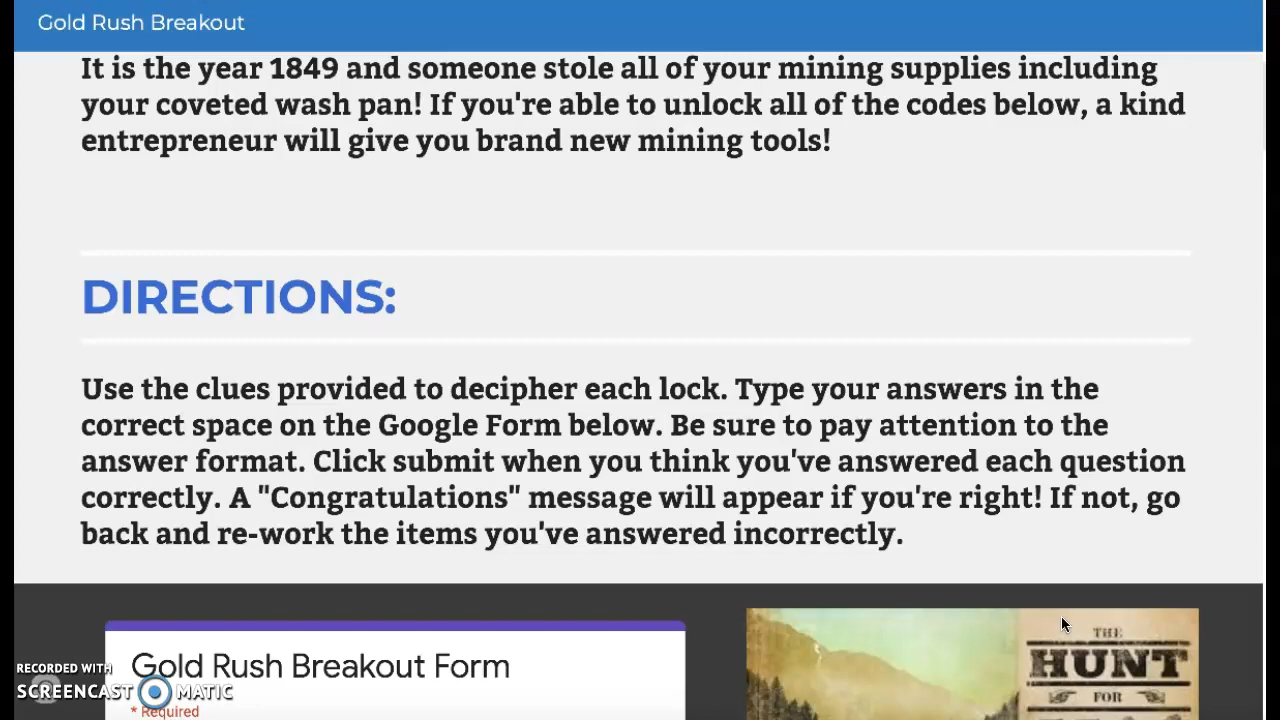 Gold Rush Breakout
It is the year 1849 and someone stole all of your mining supplies including
your coveted wash pan! If you're able to unlock all of the codes below, a kind
entrepreneur will give you brand new mining tools!
DIRECTIONS:
Use the clues provided to decipher each lock. Type your answers in the
correct space on the Google Form below. Be sure to pay attention to the
answer format. Click submit when you think you've answered each question
correctly. A "Congratulations" message will appear if you're right! If not, go
back and re-work the items you've answered incorrectly.
Gold Rush Breakout Form
* Required
THE
HUNT
FOR
RECORDED WITH
SCREENCAST MATIC